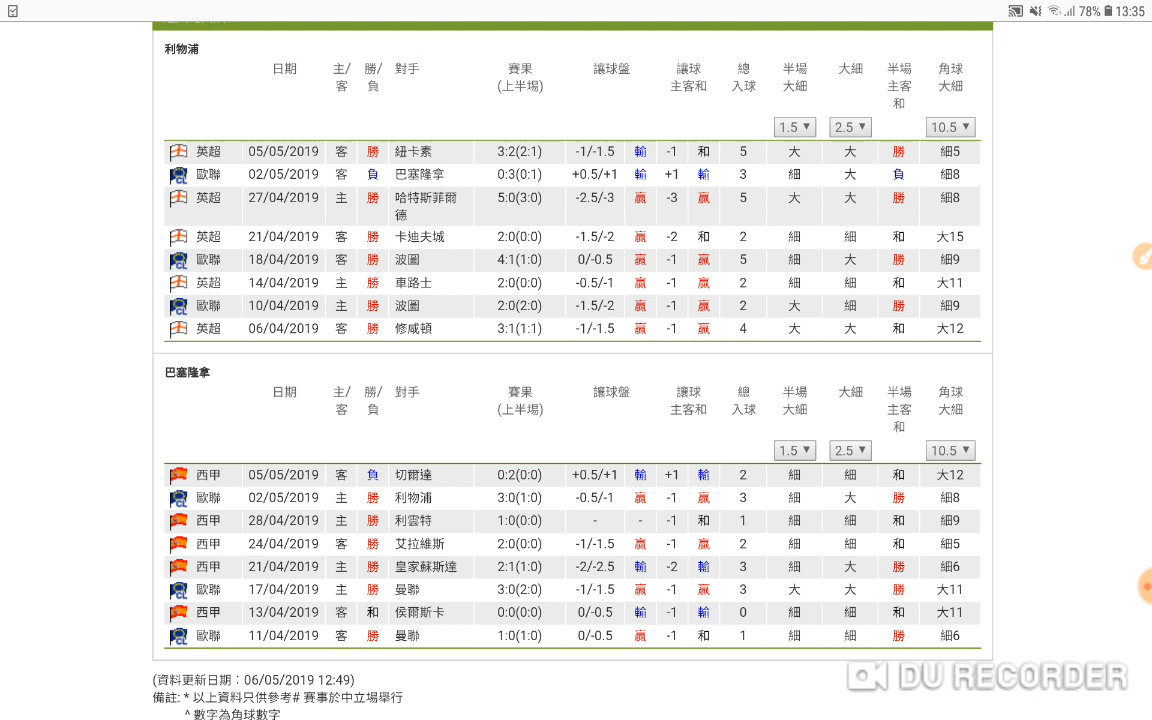 78% 13:35
利物浦
日期 主/客 勝/負 對手 賽果(上半場) 讓球盤 讓球主客和 總入球 半場大細 大細 半場主客和 角球大細
1.5 ▼ 2.5 ▼ 10.5 ▼
英超 05/05/2019 客 勝 紐卡素 3:2(2:1) -1/-1.5 輸 -1 和 5 大 大 勝 細5
歐聯 02/05/2019 客 負 巴塞隆拿 0:3(0:1) +0.5/+1 輸 +1 輸 3 細 大 負 細8
英超 27/04/2019 主 勝 哈特斯菲爾德 5:0(3:0) -2.5/-3 贏 -3 贏 5 大 大 勝 細8
英超 21/04/2019 客 勝 卡迪夫城 2:0(0:0) -1.5/-2 贏 -2 和 2 細 細 和 大15
歐聯 18/04/2019 客 勝 波圖 4:1(1:0) 0/-0.5 贏 -1 贏 5 細 大 勝 細9
英超 14/04/2019 主 勝 車路士 2:0(0:0) -0.5/-1 贏 -1 贏 2 細 細 和 大11
歐聯 10/04/2019 主 勝 波圖 2:0(2:0) -1.5/-2 贏 -1 贏 2 大 細 勝 細9
英超 06/04/2019 客 勝 修咸頓 3:1(1:1) -1/-1.5 贏 -1 贏 4 大 大 和 大12
巴塞隆拿
日期 主/客 勝/負 對手 賽果(上半場) 讓球盤 讓球主客和 總入球 半場大細 大細 半場主客和 角球大細
1.5 ▼ 2.5 ▼ 10.5 ▼
西甲 05/05/2019 客 負 切爾達 0:2(0:0) +0.5/+1 輸 +1 輸 2 細 細 和 大12
歐聯 02/05/2019 主 勝 利物浦 3:0(1:0) -0.5/-1 贏 -1 贏 3 細 大 勝 細8
西甲 28/04/2019 主 勝 利雲特 1:0(0:0) - - -1 和 1 細 細 和 細9
西甲 24/04/2019 客 勝 艾拉維斯 2:0(0:0) -1/-1.5 贏 -1 贏 2 細 細 和 細5
西甲 21/04/2019 主 勝 皇家蘇斯達 2:1(1:0) -2/-2.5 輸 -2 輸 3 細 大 勝 細6
歐聯 17/04/2019 主 勝 曼聯 3:0(2:0) -1/-1.5 贏 -1 贏 3 大 大 勝 大11
西甲 13/04/2019 客 和 侯爾斯卡 0:0(0:0) 0/-0.5 輸 -1 輸 0 細 細 和 大11
歐聯 11/04/2019 客 勝 曼聯 1:0(1:0) 0/-0.5 贏 -1 和 1 細 細 勝 細6
(資料更新日期︰06/05/2019 12:49)
備註: * 以上資料只供參考# 賽事於中立場舉行
^ 數字為角球數字
DU RECORDER